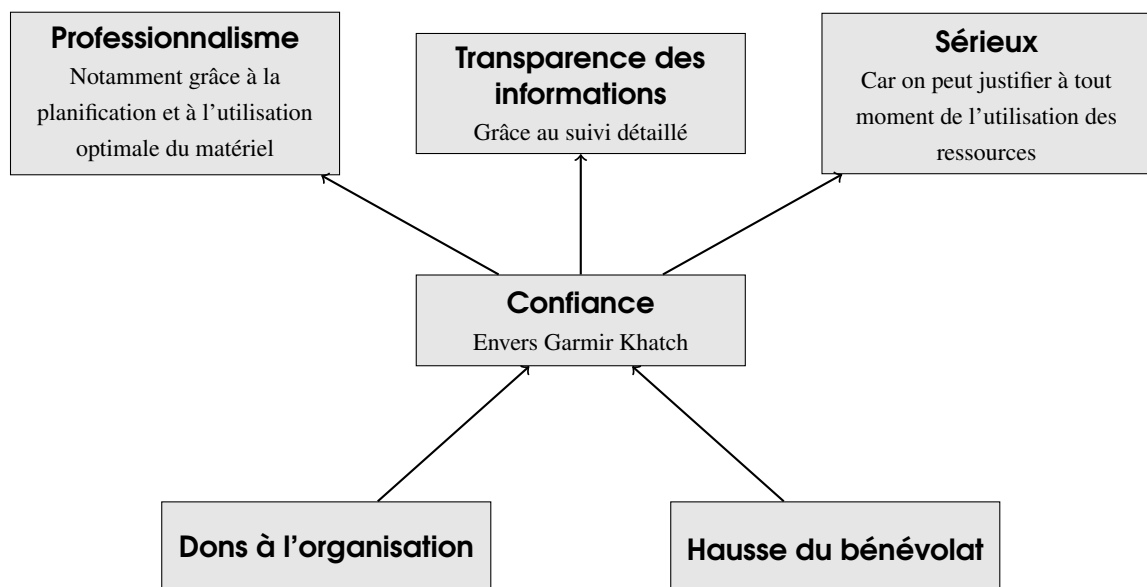 Professionnalisme
Notamment grâce à la
planification et à l’utilisation
optimale du matériel
Transparence des
informations
Grâce au suivi détaillé
Sérieux
Car on peut justifier à tout
moment de l’utilisation des
ressources
Confiance
Envers Garmir Khatch
Dons à l’organisation
Hausse du bénévolat